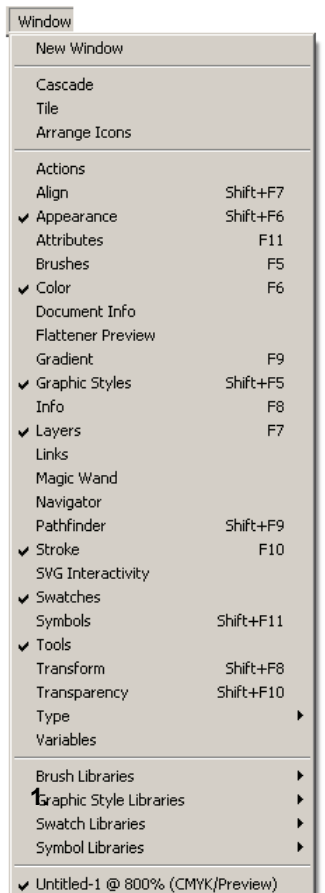 Window
New Window
Cascade
Tile
Arrange Icons
Actions
Align Shift+F7
Appearance Shift+F6
Attributes F11
Brushes F5
Color F6
Document Info
Flattener Preview
Gradient F9
Graphic Styles Shift+F5
Info F8
Layers F7
Links
Magic Wand
Navigator
Pathfinder Shift+F9
Stroke F10
SVG Interactivity
Swatches
Symbols Shift+F11
Tools
Transform Shift+F8
Transparency Shift+F10
Type
Variables
Brush Libraries
1 Graphic Style Libraries
Swatch Libraries
Symbol Libraries
Untitled-1 @ 800% (CMYK/Preview)